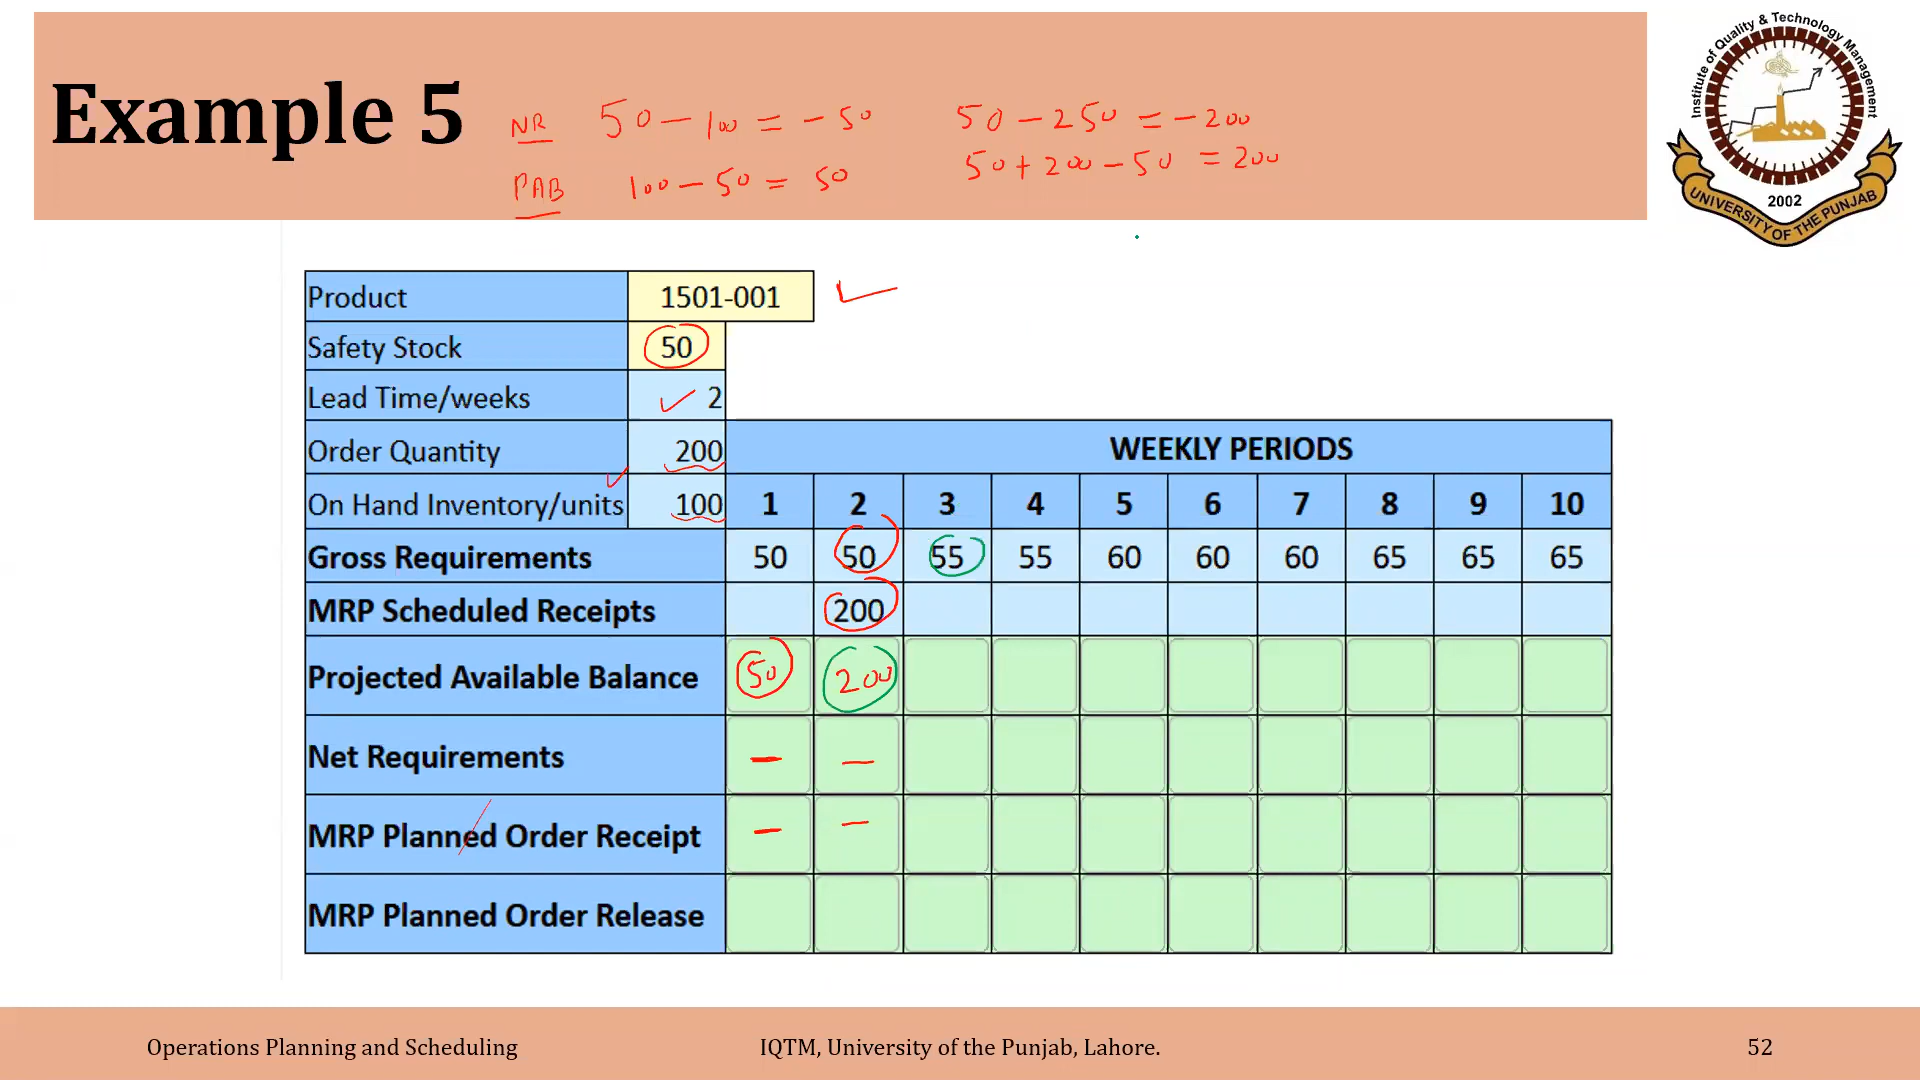 Example 5
NR 50 - 100 = - 50 50 - 250 = - 200
PAB 100 - 50 = 50 50 + 200 - 50 = 200
Institute of Quality & Technology Management
2002
UNIVERSITY OF THE PUNJAB
Product 1501-001
Safety Stock 50
Lead Time/weeks 2
Order Quantity 200 WEEKLY PERIODS
On Hand Inventory/units 100 1 2 3 4 5 6 7 8 9 10
Gross Requirements 50 50 55 55 60 60 60 65 65 65
MRP Scheduled Receipts 200
Projected Available Balance 50 200
Net Requirements - -
MRP Planned Order Receipt - -
MRP Planned Order Release
Operations Planning and Scheduling IQTM, University of the Punjab, Lahore. 52